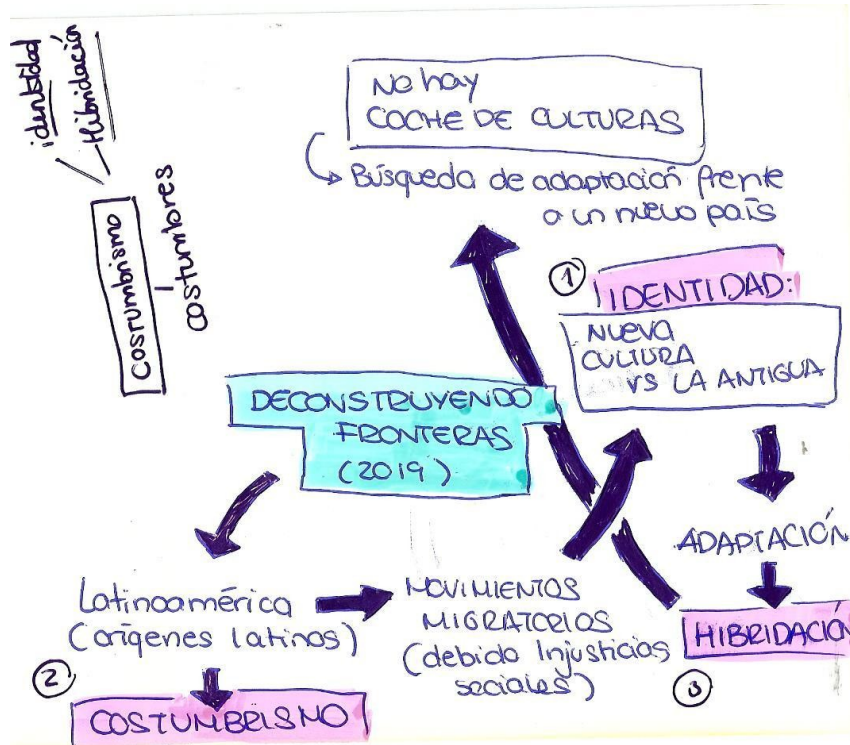 identidad
Hibridación
Costumbrismo
costumbres
No hay
COCHE DE CULTURAS
Búsqueda de adaptación frente
a un nuevo país
1
IDENTIDAD:
NUEVA
CULTURA
VS LA ANTIGUA
DECONSTRUYENDO
FRONTERAS
(2019)
ADAPTACIÓN
HIBRIDACIÓN
3
Latinoamérica
(orígenes latinos)
MOVIMIENTOS
MIGRATORIOS
(debido Injusticias
sociales)
2
COSTUMBRISMO